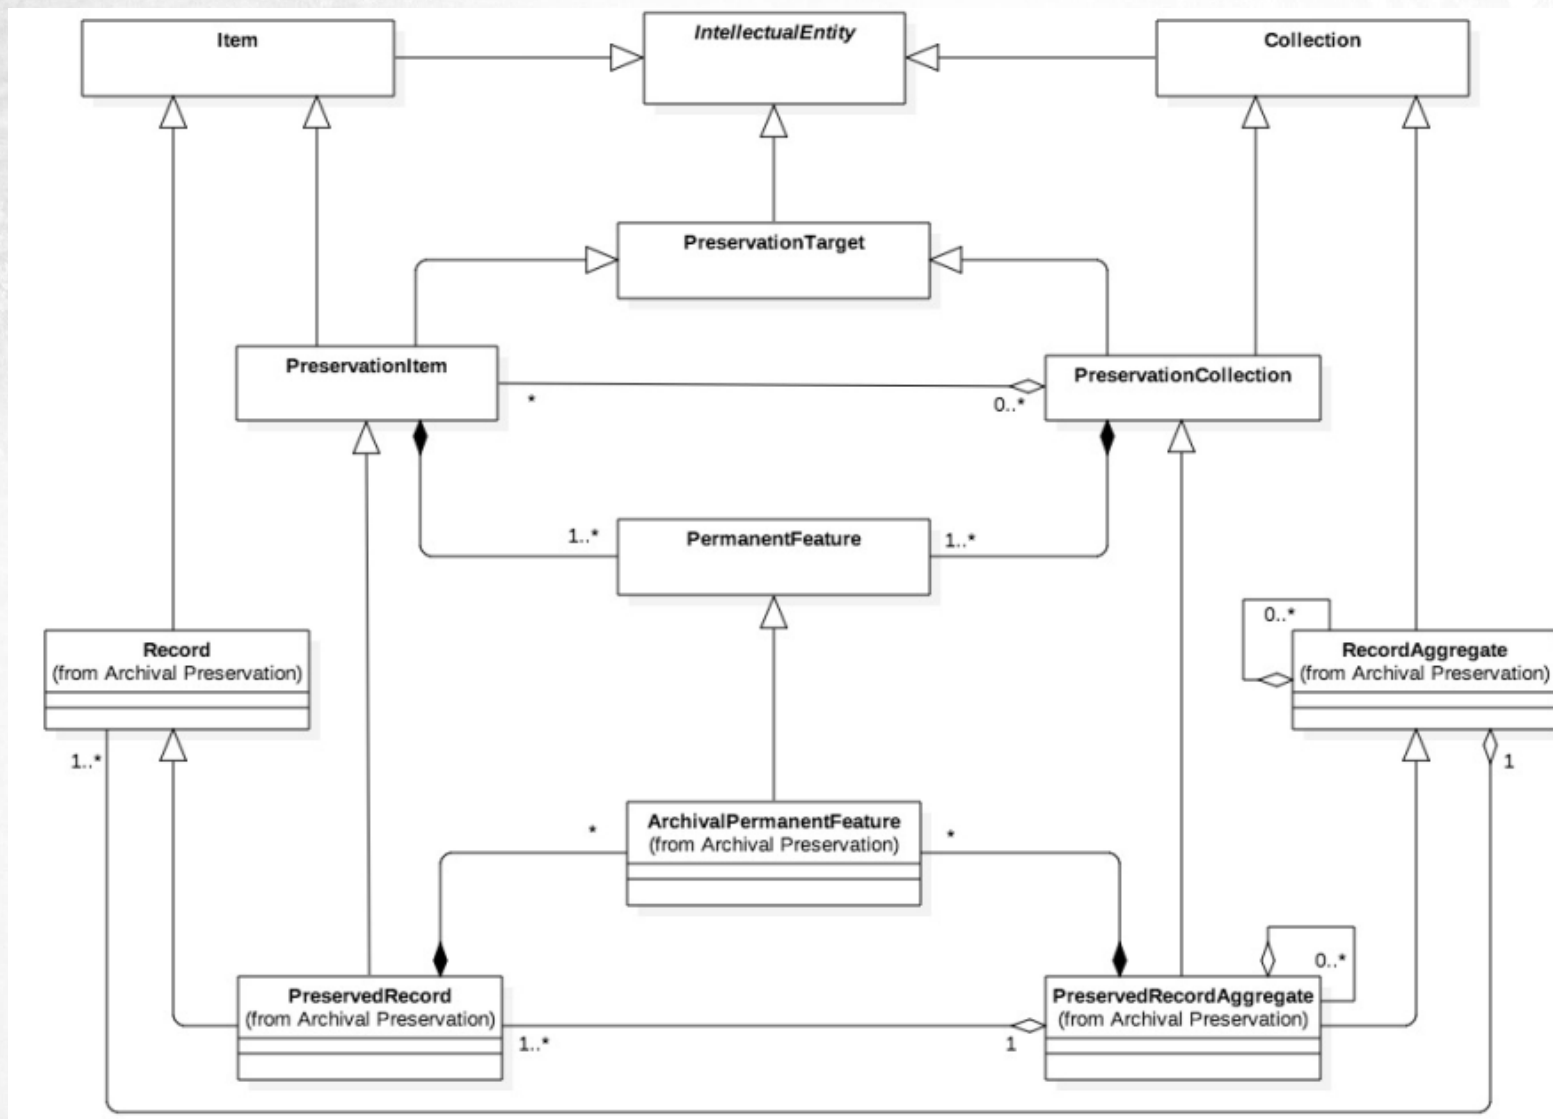 Item
IntellectualEntity
Collection
PreservationTarget
PreservationItem
PreservationCollection
*
0..*
1..*
PermanentFeature
1..*
0..*
Record
(from Archival Preservation)
RecordAggregate
(from Archival Preservation)
1..*
1
ArchivalPermanentFeature
(from Archival Preservation)
*
*
0..*
PreservedRecord
(from Archival Preservation)
PreservedRecordAggregate
(from Archival Preservation)
1..*
1